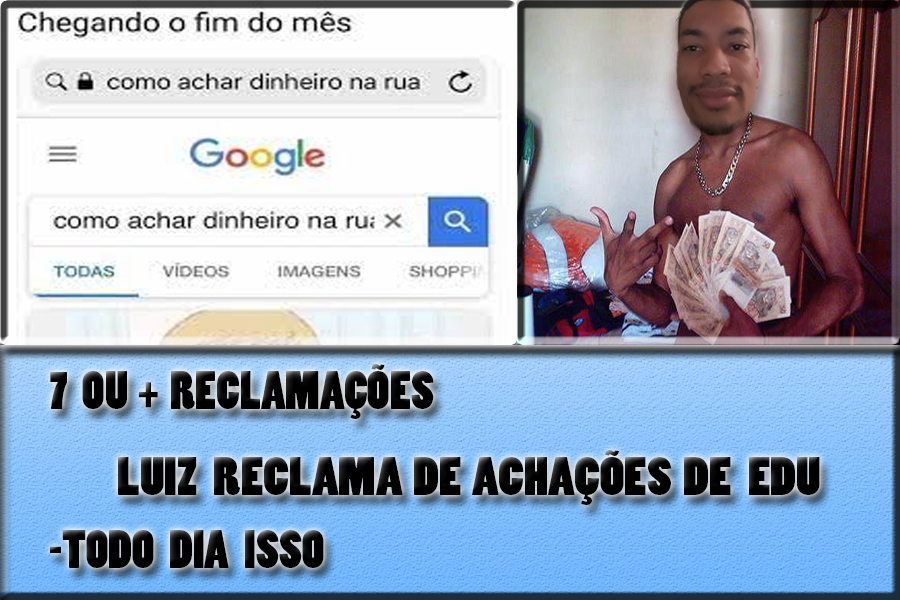 Chegando o fim do mês
como achar dinheiro na rua
Google
como achar dinheiro na rua
TODAS VÍDEOS IMAGENS SHOPPI
7 OU + RECLAMAÇÕES
LUIZ RECLAMA DE ACHAÇÕES DE EDU
-TODO DIA ISSO